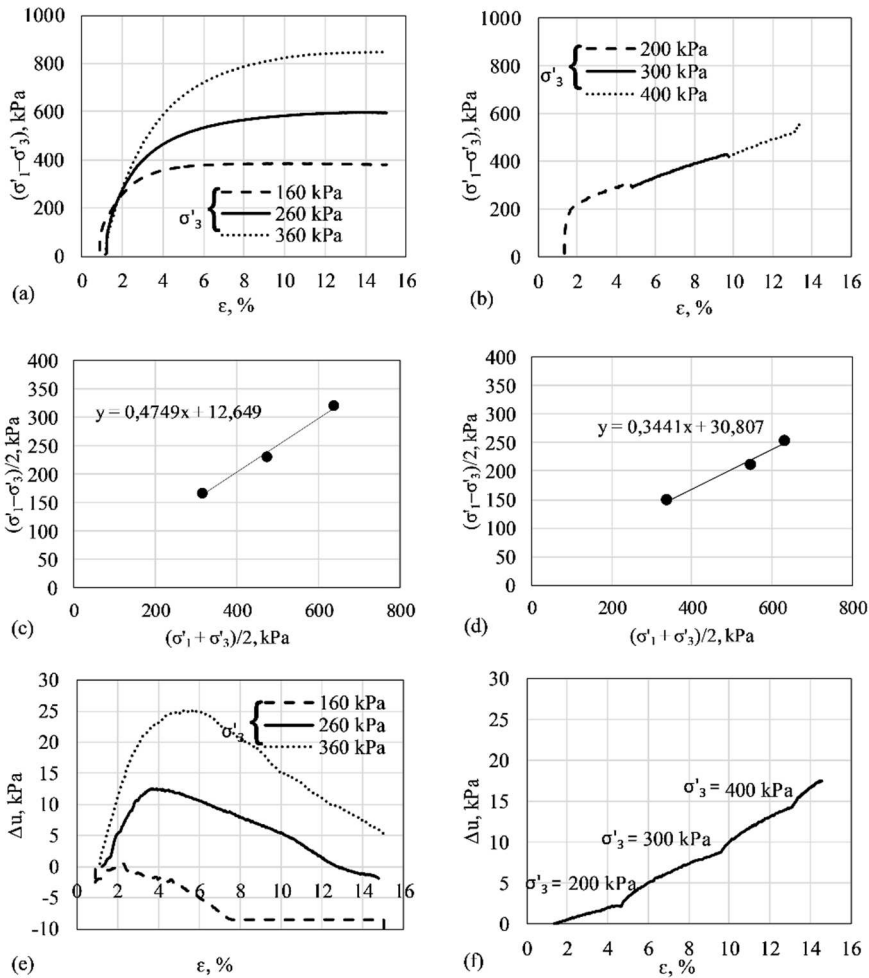 1000
800
600
400
200
0
(σ'₁−σ'₃), kPa
160 kPa
σ'₃ { 260 kPa
360 kPa
0 2 4 6 8 10 12 14 16
ε, %
(a)
1000
800
600
400
200
0
(σ'₁−σ'₃), kPa
200 kPa
σ'₃ { 300 kPa
400 kPa
0 2 4 6 8 10 12 14 16
ε, %
(b)
400
350
300
250
200
150
100
50
0
(σ'₁−σ'₃)/2, kPa
y = 0,4749x + 12,649
0 200 400 600 800
(σ'₁ + σ'₃)/2, kPa
(c)
400
350
300
250
200
150
100
50
0
(σ'₁−σ'₃)/2, kPa
y = 0,3441x + 30,807
0 200 400 600 800
(σ'₁ + σ'₃)/2, kPa
(d)
30
25
20
15
10
5
0
-5
-10
Δu, kPa
160 kPa
σ'₃ { 260 kPa
360 kPa
0 2 4 6 8 10 12 14 16
ε, %
(e)
30
25
20
15
10
5
0
Δu, kPa
σ'₃ = 400 kPa
σ'₃ = 300 kPa
σ'₃ = 200 kPa
0 2 4 6 8 10 12 14 16
ε, %
(f)